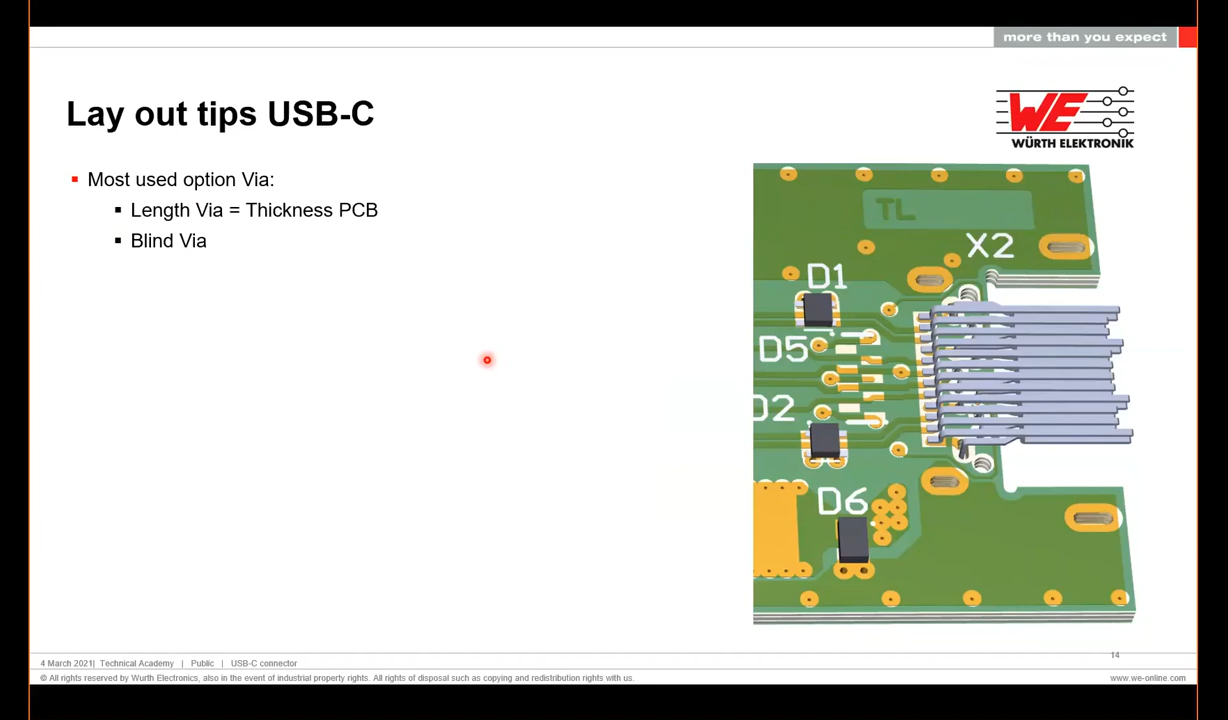 more than you expect
Lay out tips USB-C
WE
WÜRTH ELEKTRONIK
Most used option Via:
Length Via = Thickness PCB
Blind Via
TL
X2
D1
D5
D2
D6
14
4 March 2021| Technical Academy | Public | USB-C connector
© All rights reserved by Wurth Electronics, also in the event of industrial property rights. All rights of disposal such as copying and redistribution rights with us.
www.we-online.com